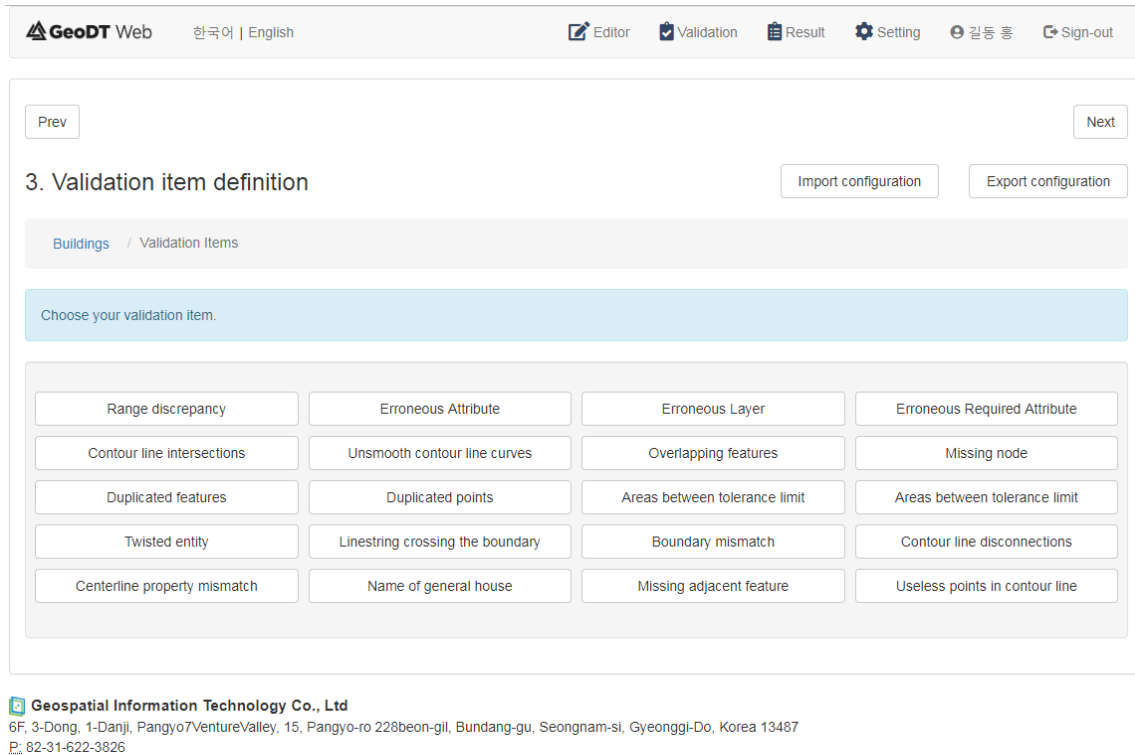 GeoDT Web 한국어 | English Editor Validation Result Setting 길동 홍 Sign-out
Prev Next
3. Validation item definition Import configuration Export configuration
Buildings / Validation Items
Choose your validation item.
Range discrepancy Erroneous Attribute Erroneous Layer Erroneous Required Attribute
Contour line intersections Unsmooth contour line curves Overlapping features Missing node
Duplicated features Duplicated points Areas between tolerance limit Areas between tolerance limit
Twisted entity Linestring crossing the boundary Boundary mismatch Contour line disconnections
Centerline property mismatch Name of general house Missing adjacent feature Useless points in contour line
Geospatial Information Technology Co., Ltd
6F, 3-Dong, 1-Danji, Pangyo7VentureValley, 15, Pangyo-ro 228beon-gil, Bundang-gu, Seongnam-si, Gyeonggi-Do, Korea 13487
P: 82-31-622-3826